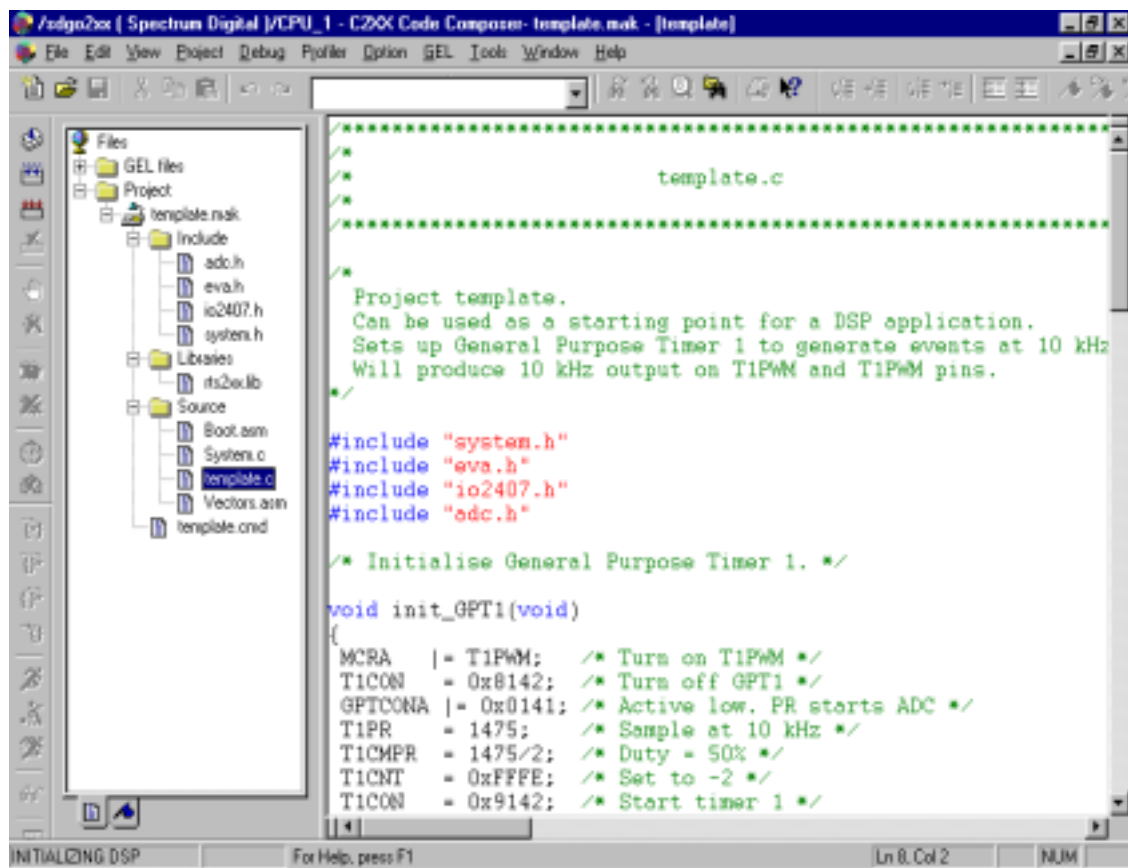 /sdgo2xx ( Spectrum Digital )/CPU_1 - C2XX Code Composer- template.mak - [template]
File Edit View Project Debug Profiler Option GEL Tools Window Help
Files
GEL files
Project
template.mak
Include
adc.h
eva.h
io2407.h
system.h
Libraries
rts2xx.lib
Source
Boot.asm
System.c
template.c
Vectors.asm
template.cmd
/****************************************************************
/*
/* template.c
/*
/****************************************************************
/*
Project template.
Can be used as a starting point for a DSP application.
Sets up General Purpose Timer 1 to generate events at 10 kHz
Will produce 10 kHz output on T1PWM and T1PWM pins.
*/
#include "system.h"
#include "eva.h"
#include "io2407.h"
#include "adc.h"
/* Initialise General Purpose Timer 1. */
void init_GPT1(void)
{
MCRA |= T1PWM; /* Turn on T1PWM */
T1CON = 0x8142; /* Turn off GPT1 */
GPTCONA |= 0x0141; /* Active low. PR starts ADC */
T1PR = 1475; /* Sample at 10 kHz */
T1CMPR = 1475/2; /* Duty = 50% */
T1CNT = 0xFFFE; /* Set to -2 */
T1CON = 0x9142; /* Start timer 1 */
INITIALIZING DSP For Help, press F1 Ln 8, Col 2 NUM